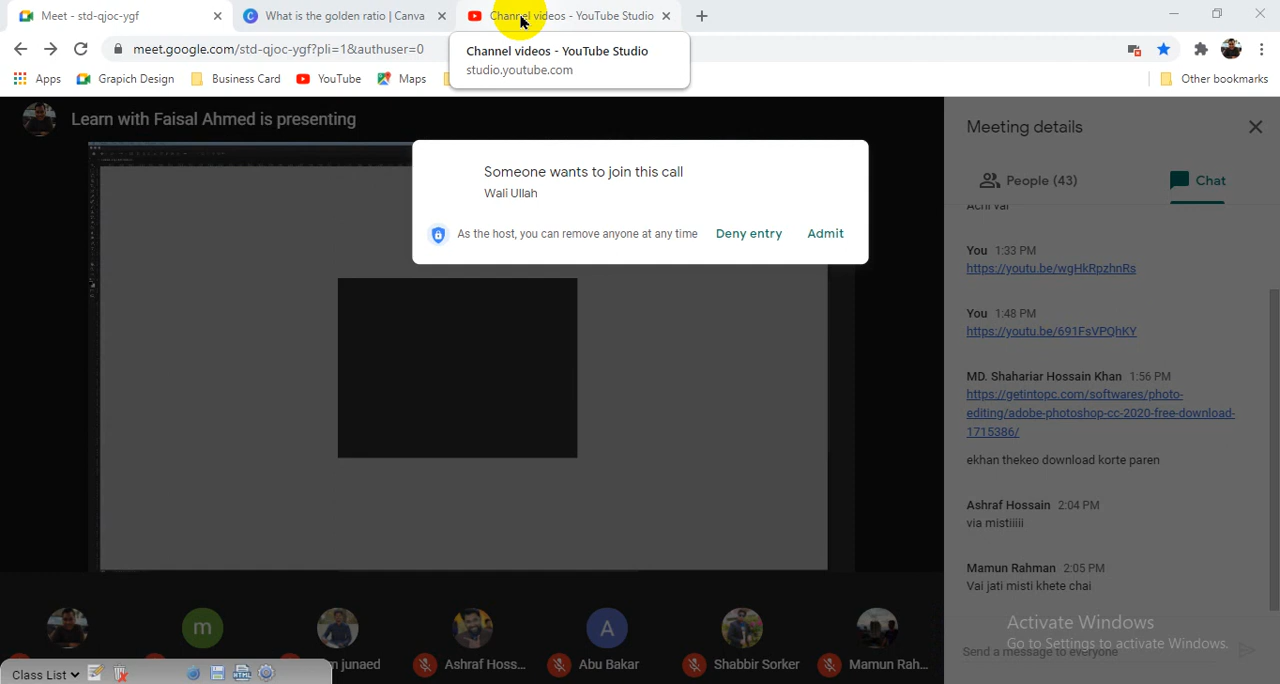 Meet - std-qjoc-ygf
What is the golden ratio | Canva
Channel videos - YouTube Studio
meet.google.com/std-qjoc-ygf?pli=1&authuser=0
Channel videos - YouTube Studio
studio.youtube.com
Apps
Grapich Design
Business Card
YouTube
Maps
Other bookmarks
Learn with Faisal Ahmed is presenting
Someone wants to join this call
Wali Ullah
As the host, you can remove anyone at any time
Deny entry
Admit
Meeting details
People (43)
Chat
You 1:33 PM
https://youtu.be/wgHkRpzhnRs
You 1:48 PM
https://youtu.be/691FsVPQhKY
MD. Shahariar Hossain Khan 1:56 PM
https://getintopc.com/softwares/photo-
editing/adobe-photoshop-cc-2020-free-download-
1715386/
ekhan thekeo download korte paren
Ashraf Hossain 2:04 PM
via mistiiiii
Mamun Rahman 2:05 PM
Vai jati misti khete chai
Activate Windows
Go to Settings to activate Windows.
Send a message to everyone
m
A
n junaed
Ashraf Hoss...
Abu Bakar
Shabbir Sorker
Mamun Rah...
Class List
HTML